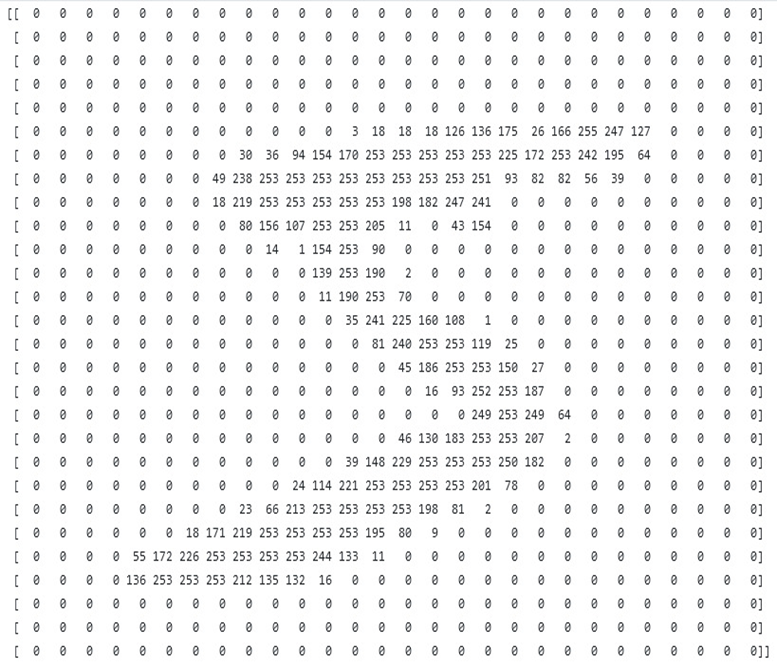 [[ 0 0 0 0 0 0 0 0 0 0 0 0 0 0 0 0 0 0 0 0 0 0 0 0 0 0 0 0]
[ 0 0 0 0 0 0 0 0 0 0 0 0 0 0 0 0 0 0 0 0 0 0 0 0 0 0 0 0]
[ 0 0 0 0 0 0 0 0 0 0 0 0 0 0 0 0 0 0 0 0 0 0 0 0 0 0 0 0]
[ 0 0 0 0 0 0 0 0 0 0 0 0 0 0 0 0 0 0 0 0 0 0 0 0 0 0 0 0]
[ 0 0 0 0 0 0 0 0 0 0 0 0 0 0 0 0 0 0 0 0 0 0 0 0 0 0 0 0]
[ 0 0 0 0 0 0 0 0 0 0 0 0 3 18 18 18 126 136 175 26 166 255 247 127 0 0 0 0]
[ 0 0 0 0 0 0 0 0 30 36 94 154 170 253 253 253 253 253 225 172 253 242 195 64 0 0 0 0]
[ 0 0 0 0 0 0 0 49 238 253 253 253 253 253 253 253 253 251 93 82 82 56 39 0 0 0 0 0]
[ 0 0 0 0 0 0 0 18 219 253 253 253 253 253 198 182 247 241 0 0 0 0 0 0 0 0 0 0]
[ 0 0 0 0 0 0 0 0 80 156 107 253 253 205 11 0 43 154 0 0 0 0 0 0 0 0 0 0]
[ 0 0 0 0 0 0 0 0 0 14 1 154 253 90 0 0 0 0 0 0 0 0 0 0 0 0 0 0]
[ 0 0 0 0 0 0 0 0 0 0 0 139 253 190 2 0 0 0 0 0 0 0 0 0 0 0 0 0]
[ 0 0 0 0 0 0 0 0 0 0 0 11 190 253 70 0 0 0 0 0 0 0 0 0 0 0 0 0]
[ 0 0 0 0 0 0 0 0 0 0 0 0 35 241 225 160 108 1 0 0 0 0 0 0 0 0 0 0]
[ 0 0 0 0 0 0 0 0 0 0 0 0 0 81 240 253 253 119 25 0 0 0 0 0 0 0 0 0]
[ 0 0 0 0 0 0 0 0 0 0 0 0 0 0 45 186 253 253 150 27 0 0 0 0 0 0 0 0]
[ 0 0 0 0 0 0 0 0 0 0 0 0 0 0 0 16 93 252 253 187 0 0 0 0 0 0 0 0]
[ 0 0 0 0 0 0 0 0 0 0 0 0 0 0 0 0 0 249 253 249 64 0 0 0 0 0 0 0]
[ 0 0 0 0 0 0 0 0 0 0 0 0 0 0 46 130 183 253 253 207 2 0 0 0 0 0 0 0]
[ 0 0 0 0 0 0 0 0 0 0 0 0 39 148 229 253 253 253 250 182 0 0 0 0 0 0 0 0]
[ 0 0 0 0 0 0 0 0 0 0 24 114 221 253 253 253 253 201 78 0 0 0 0 0 0 0 0 0]
[ 0 0 0 0 0 0 0 0 23 66 213 253 253 253 253 198 81 2 0 0 0 0 0 0 0 0 0 0]
[ 0 0 0 0 0 0 18 171 219 253 253 253 253 195 80 9 0 0 0 0 0 0 0 0 0 0 0 0]
[ 0 0 0 0 55 172 226 253 253 253 253 244 133 11 0 0 0 0 0 0 0 0 0 0 0 0 0 0]
[ 0 0 0 0 136 253 253 253 212 135 132 16 0 0 0 0 0 0 0 0 0 0 0 0 0 0 0 0]
[ 0 0 0 0 0 0 0 0 0 0 0 0 0 0 0 0 0 0 0 0 0 0 0 0 0 0 0 0]
[ 0 0 0 0 0 0 0 0 0 0 0 0 0 0 0 0 0 0 0 0 0 0 0 0 0 0 0 0]
[ 0 0 0 0 0 0 0 0 0 0 0 0 0 0 0 0 0 0 0 0 0 0 0 0 0 0 0 0]]